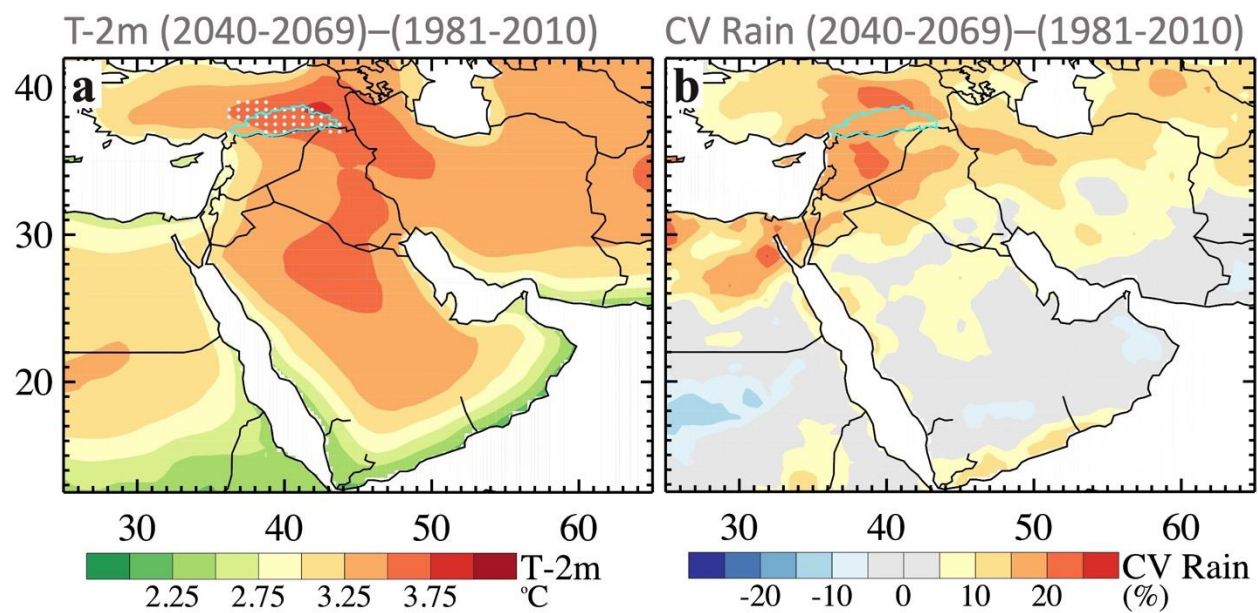 T-2m (2040-2069)–(1981-2010)
CV Rain (2040-2069)–(1981-2010)
a
b
40
30
20
30 40 50 60
30 40 50 60
2.25 2.75 3.25 3.75
T-2m
°C
-20 -10 0 10 20
CV Rain
(%)